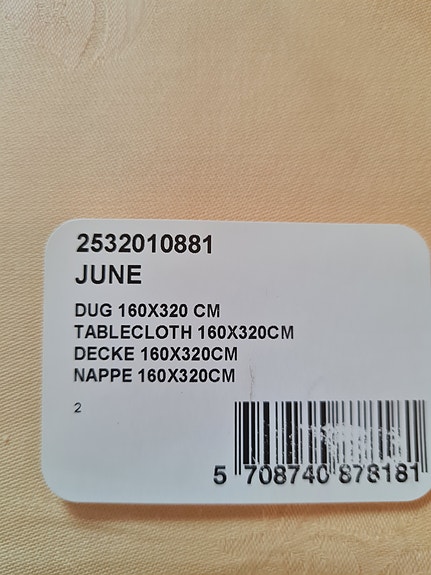 2532010881
JUNE
DUG 160X320 CM
TABLECLOTH 160X320CM
DECKE 160X320CM
NAPPE 160X320CM
2
5 708740 878181